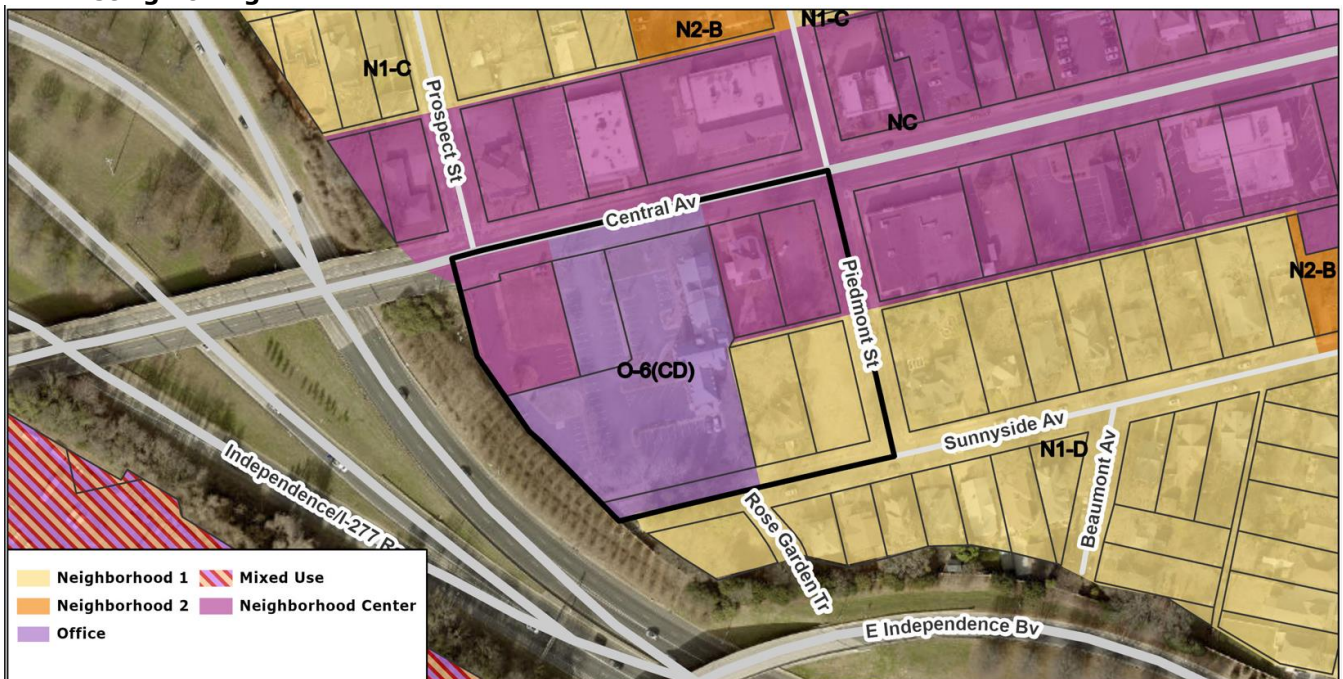 N1-C
N2-B
N1-C
Prospect St
NC
Central Av
Piedmont St
N2-B
O-6(CD)
Sunnyside Av
N1-D
Beaumont Av
Independence/I-277
Rose Garden Tr
E Independence Bv
Neighborhood 1
Mixed Use
Neighborhood 2
Neighborhood Center
Office